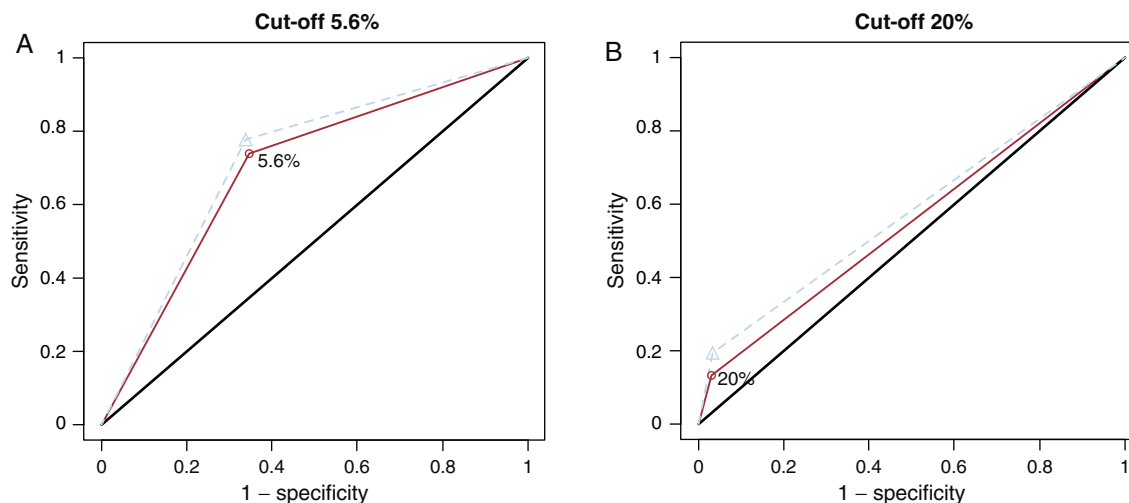 Cut-off 5.6%
A
1
0.8
0.6
0.4
0.2
0
Sensitivity
5.6%
0 0.2 0.4 0.6 0.8 1
1 – specificity
Cut-off 20%
B
1
0.8
0.6
0.4
0.2
0
Sensitivity
20%
0 0.2 0.4 0.6 0.8 1
1 – specificity